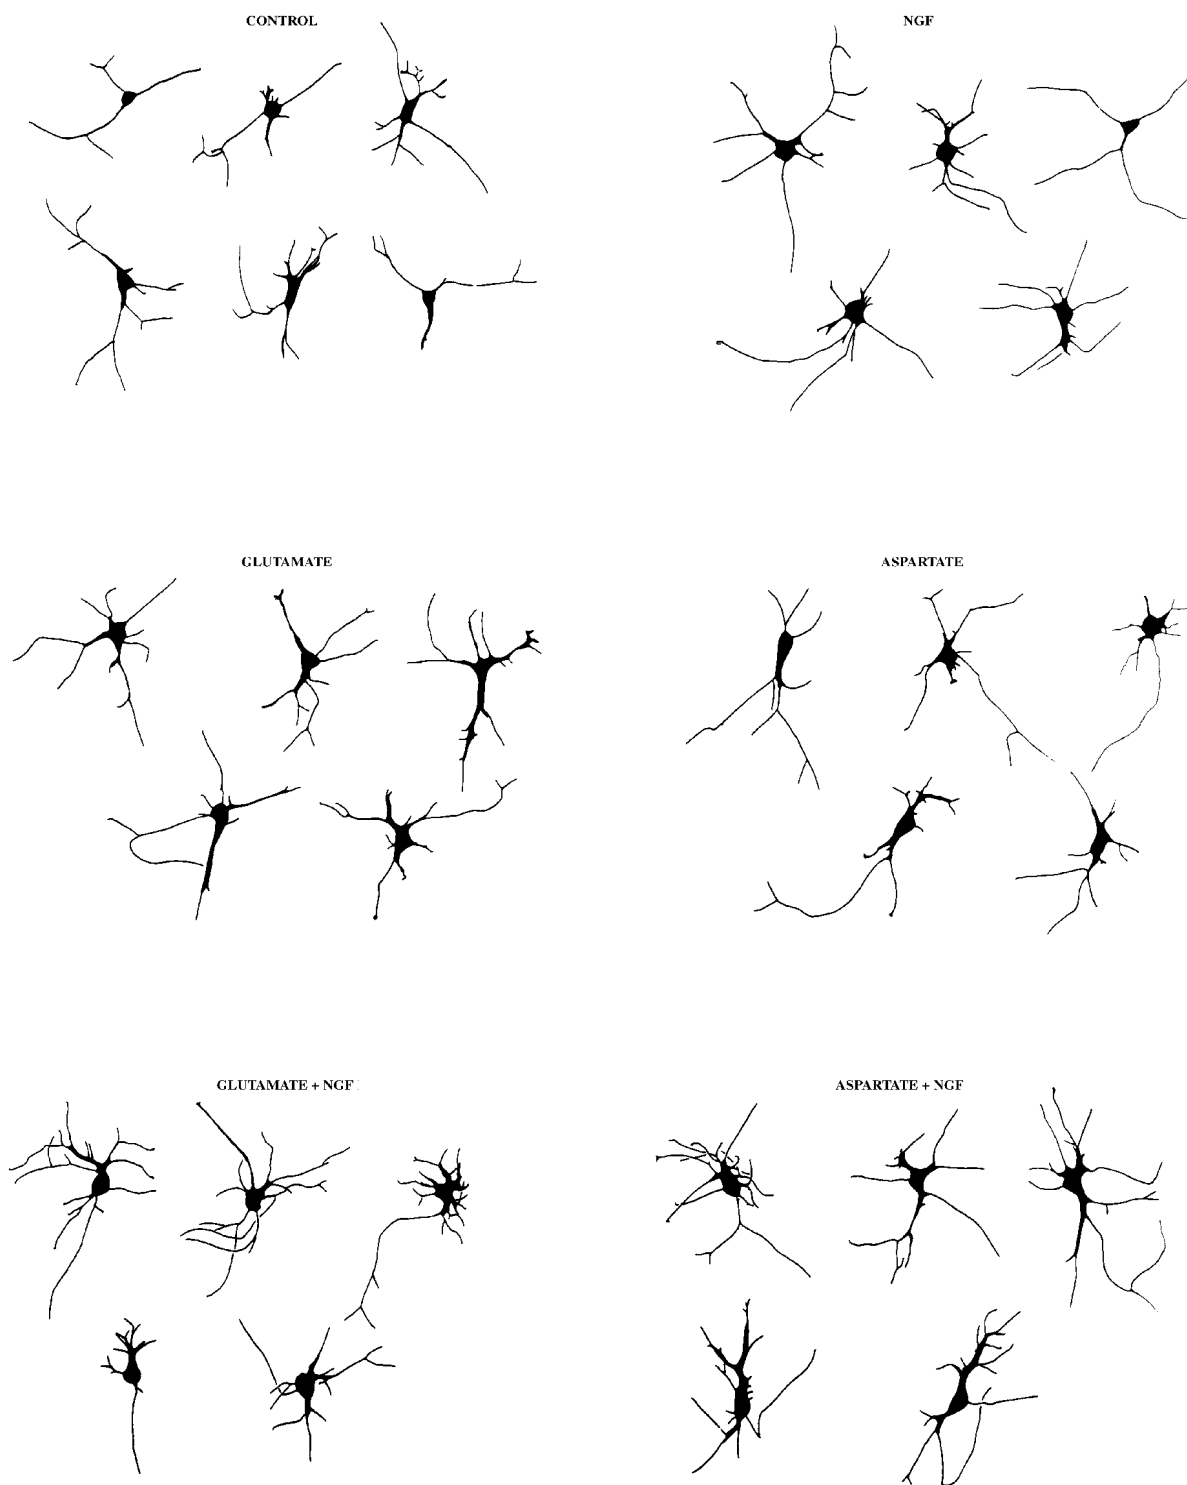 CONTROL
NGF
GLUTAMATE
ASPARTATE
GLUTAMATE + NGF
ASPARTATE + NGF